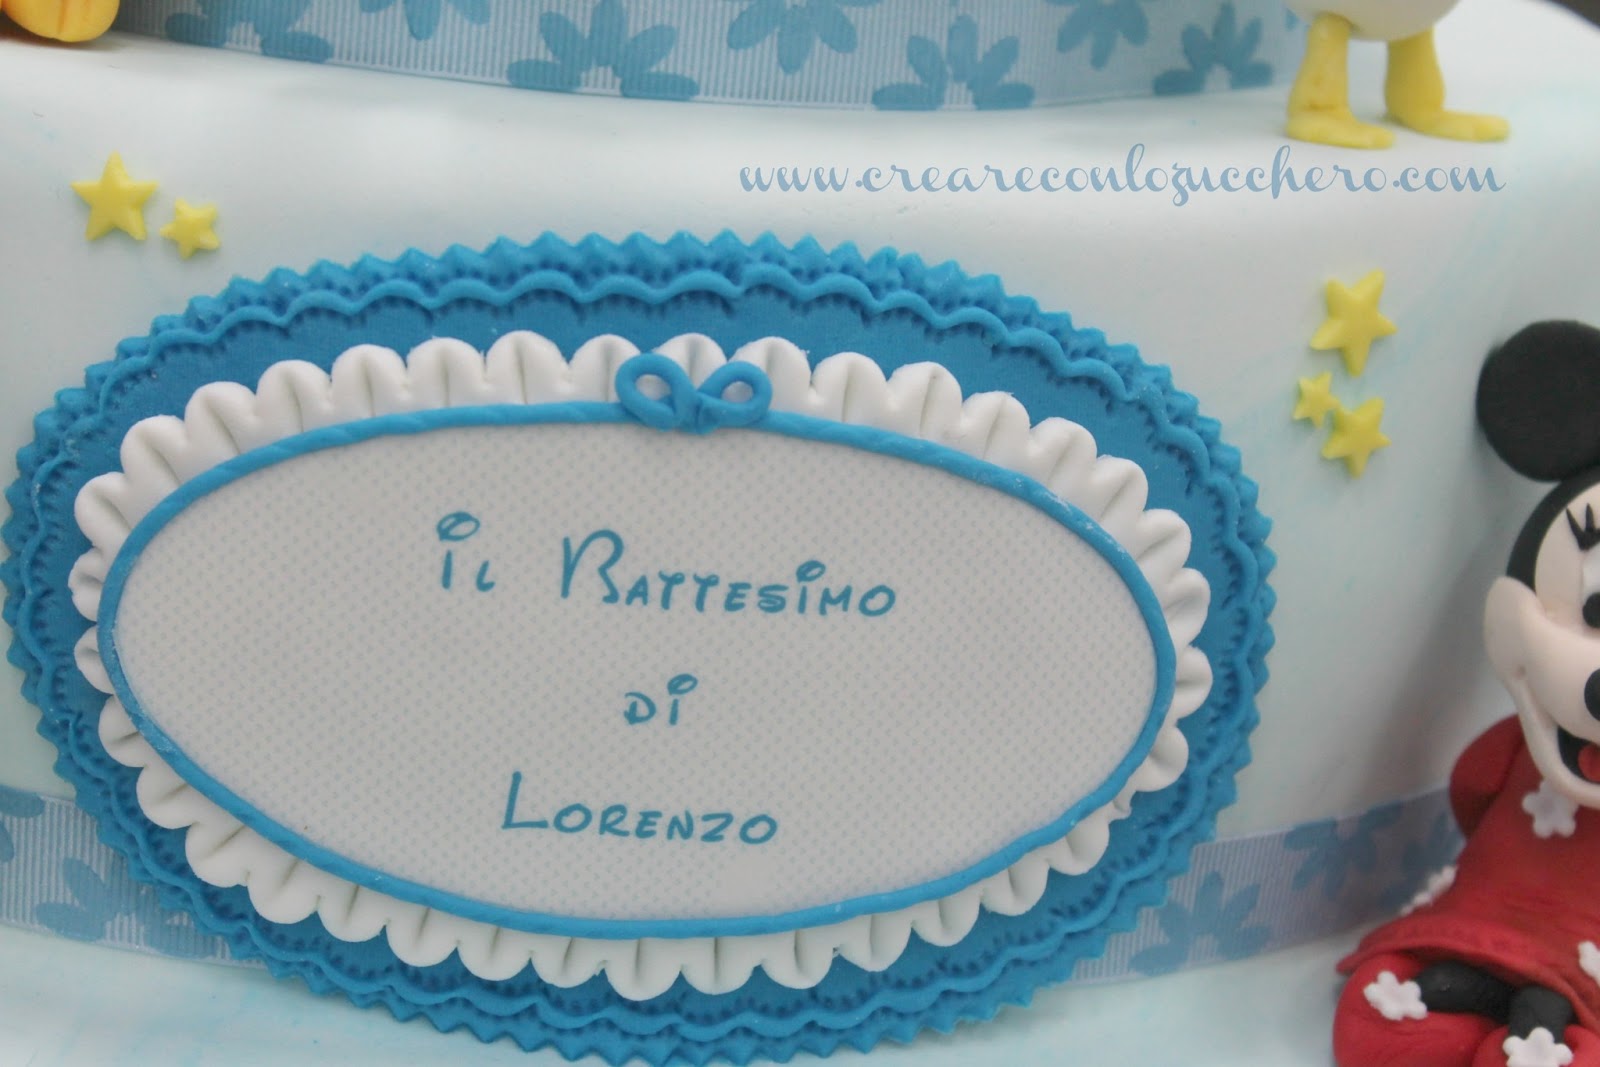 www.creareconlozucchero.com
Il Battesimo
di
Lorenzo